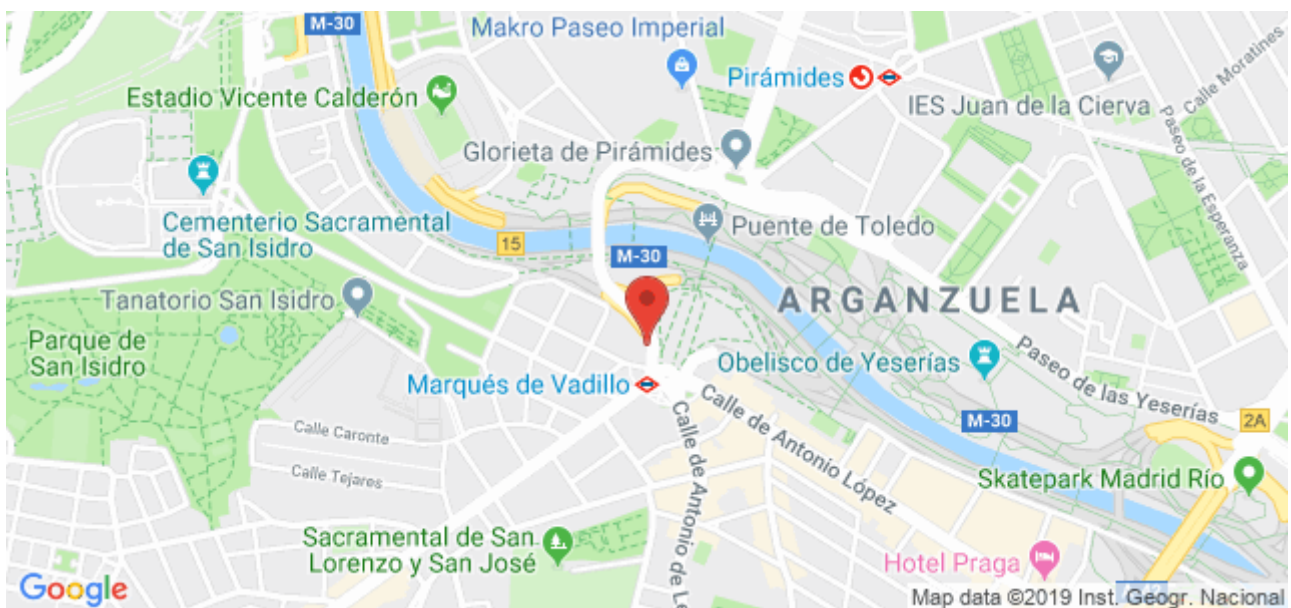 M-30
Makro Paseo Imperial
Pirámides
Calle Moratines
Estadio Vicente Calderón
IES Juan de la Cierva
Glorieta de Pirámides
Paseo de la Esperanza
Cementerio Sacramental
de San Isidro
Puente de Toledo
15
M-30
Tanatorio San Isidro
ARGANZUELA
Parque de
San Isidro
Obelisco de Yeserías
Paseo de las Yeserías
Marqués de Vadillo
Calle de Antonio López
Calle de Antonio de Le
M-30
2A
Calle Caronte
Calle Tejares
Skatepark Madrid Río
Sacramental de San
Lorenzo y San José
Hotel Praga
Google
Map data ©2019 Inst. Geogr. Nacional